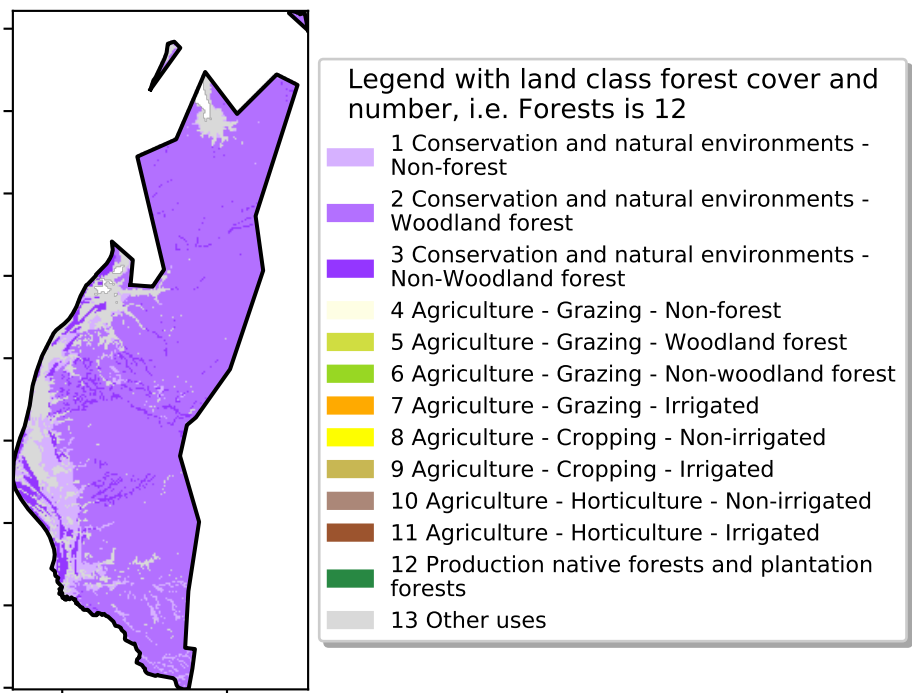 Legend with land class forest cover and
number, i.e. Forests is 12
1 Conservation and natural environments -
Non-forest
2 Conservation and natural environments -
Woodland forest
3 Conservation and natural environments -
Non-Woodland forest
4 Agriculture - Grazing - Non-forest
5 Agriculture - Grazing - Woodland forest
6 Agriculture - Grazing - Non-woodland forest
7 Agriculture - Grazing - Irrigated
8 Agriculture - Cropping - Non-irrigated
9 Agriculture - Cropping - Irrigated
10 Agriculture - Horticulture - Non-irrigated
11 Agriculture - Horticulture - Irrigated
12 Production native forests and plantation
forests
13 Other uses